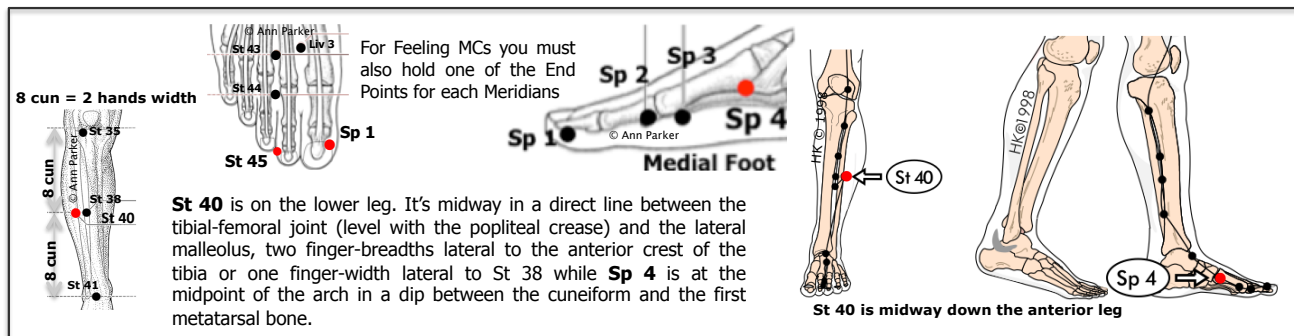 © Ann Parker
St 43
Liv 3
St 44
St 45
Sp 1
8 cun = 2 hands width
St 35
8 cun
© Ann Parker
St 38
St 40
8 cun
St 41
For Feeling MCs you must
also hold one of the End
Points for each Meridians
Sp 3
Sp 2
Sp 1
© Ann Parker
Sp 4
Medial Foot
St 40 is on the lower leg. It’s midway in a direct line between the
tibial-femoral joint (level with the popliteal crease) and the lateral
malleolus, two finger-breadths lateral to the anterior crest of the
tibia or one finger-width lateral to St 38 while Sp 4 is at the
midpoint of the arch in a dip between the cuneiform and the first
metatarsal bone.
HK © 1998
St 40
HK©1998
Sp 4
St 40 is midway down the anterior leg